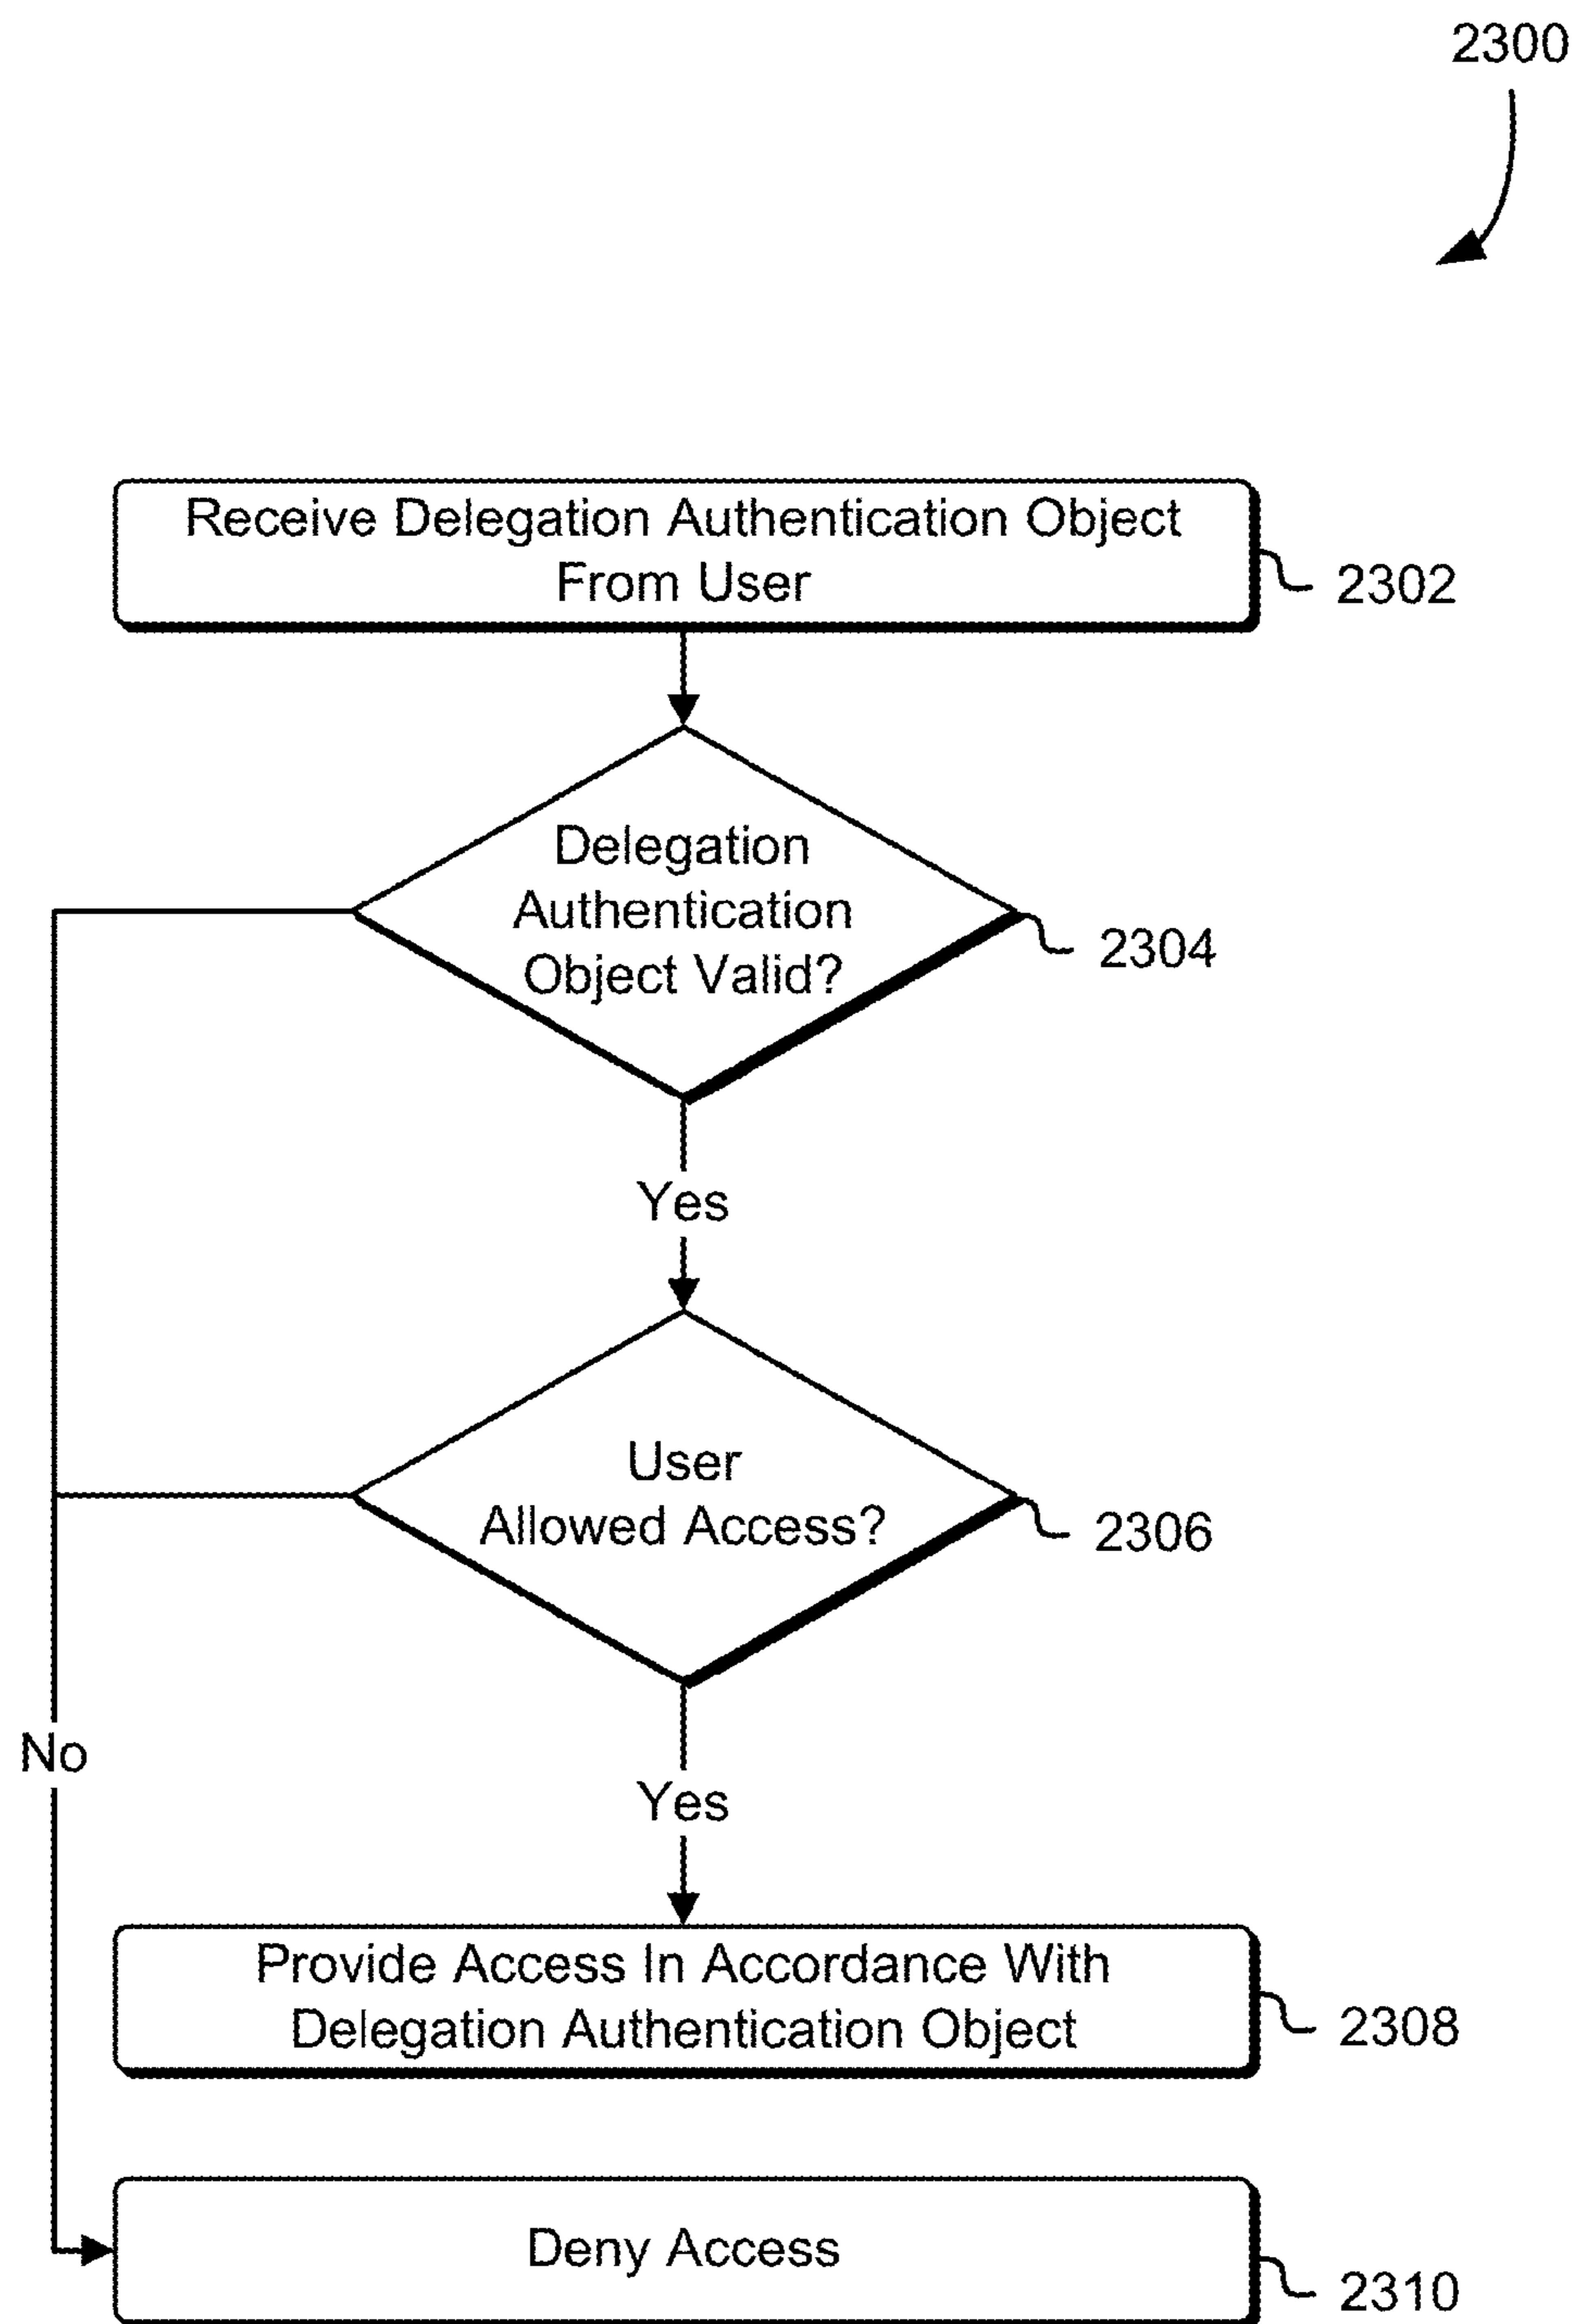 2300
Receive Delegation Authentication Object
From User
2302
Delegation
Authentication
Object Valid?
2304
Yes
User
Allowed Access?
2306
No
Yes
Provide Access In Accordance With
Delegation Authentication Object
2308
Deny Access
2310